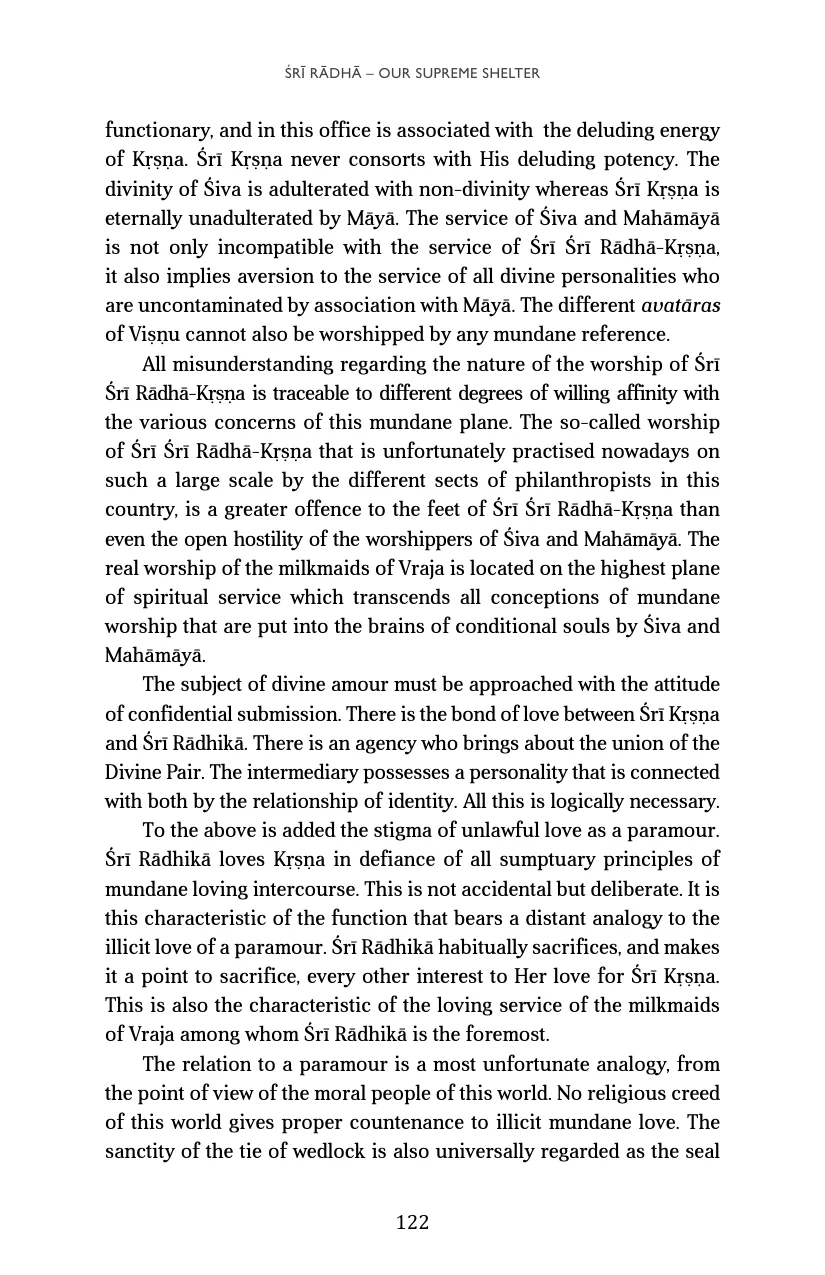 ŚRĪ RĀDHĀ – OUR SUPREME SHELTER
functionary, and in this office is associated with the deluding energy
of Kṛṣṇa. Śrī Kṛṣṇa never consorts with His deluding potency. The
divinity of Śiva is adulterated with non-divinity whereas Śrī Kṛṣṇa is
eternally unadulterated by Māyā. The service of Śiva and Mahāmāyā
is not only incompatible with the service of Śrī Śrī Rādhā-Kṛṣṇa,
it also implies aversion to the service of all divine personalities who
are uncontaminated by association with Māyā. The different avatāras
of Viṣṇu cannot also be worshipped by any mundane reference.
All misunderstanding regarding the nature of the worship of Śrī
Śrī Rādhā-Kṛṣṇa is traceable to different degrees of willing affinity with
the various concerns of this mundane plane. The so-called worship
of Śrī Śrī Rādhā-Kṛṣṇa that is unfortunately practised nowadays on
such a large scale by the different sects of philanthropists in this
country, is a greater offence to the feet of Śrī Śrī Rādhā-Kṛṣṇa than
even the open hostility of the worshippers of Śiva and Mahāmāyā. The
real worship of the milkmaids of Vraja is located on the highest plane
of spiritual service which transcends all conceptions of mundane
worship that are put into the brains of conditional souls by Śiva and
Mahāmāyā.
The subject of divine amour must be approached with the attitude
of confidential submission. There is the bond of love between Śrī Kṛṣṇa
and Śrī Rādhikā. There is an agency who brings about the union of the
Divine Pair. The intermediary possesses a personality that is connected
with both by the relationship of identity. All this is logically necessary.
To the above is added the stigma of unlawful love as a paramour.
Śrī Rādhikā loves Kṛṣṇa in defiance of all sumptuary principles of
mundane loving intercourse. This is not accidental but deliberate. It is
this characteristic of the function that bears a distant analogy to the
illicit love of a paramour. Śrī Rādhikā habitually sacrifices, and makes
it a point to sacrifice, every other interest to Her love for Śrī Kṛṣṇa.
This is also the characteristic of the loving service of the milkmaids
of Vraja among whom Śrī Rādhikā is the foremost.
The relation to a paramour is a most unfortunate analogy, from
the point of view of the moral people of this world. No religious creed
of this world gives proper countenance to illicit mundane love. The
sanctity of the tie of wedlock is also universally regarded as the seal
122